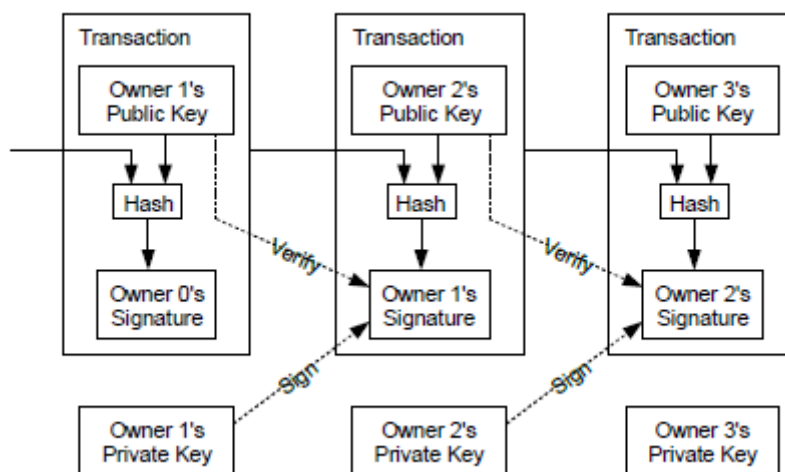 Transaction
Owner 1's
Public Key
Hash
Owner 0's
Signature
Transaction
Owner 2's
Public Key
Hash
Verify
Owner 1's
Signature
Transaction
Owner 3's
Public Key
Hash
Verify
Owner 2's
Signature
Sign
Sign
Owner 1's
Private Key
Owner 2's
Private Key
Owner 3's
Private Key